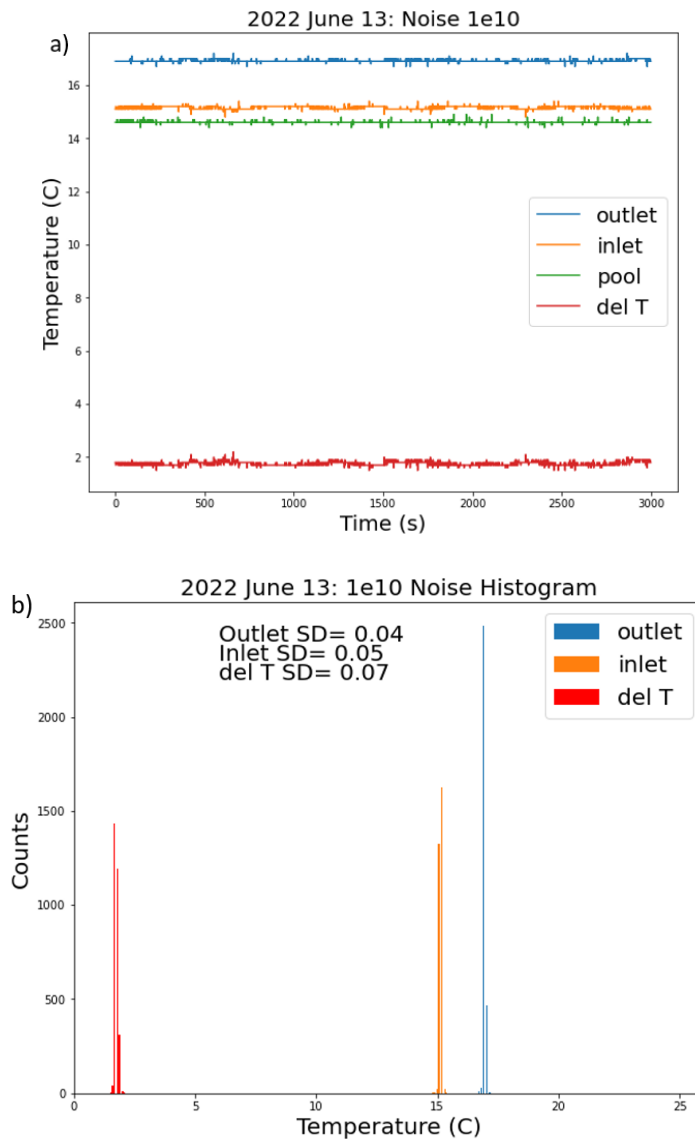 2022 June 13: Noise 1e10
a)
16
14
12
10
8
6
4
2
Temperature (C)
outlet
inlet
pool
del T
0 500 1000 1500 2000 2500 3000
Time (s)
2022 June 13: 1e10 Noise Histogram
b)
Outlet SD= 0.04
Inlet SD= 0.05
del T SD= 0.07
outlet
inlet
del T
2500
2000
1500
1000
500
0
Counts
0 5 10 15 20 25
Temperature (C)